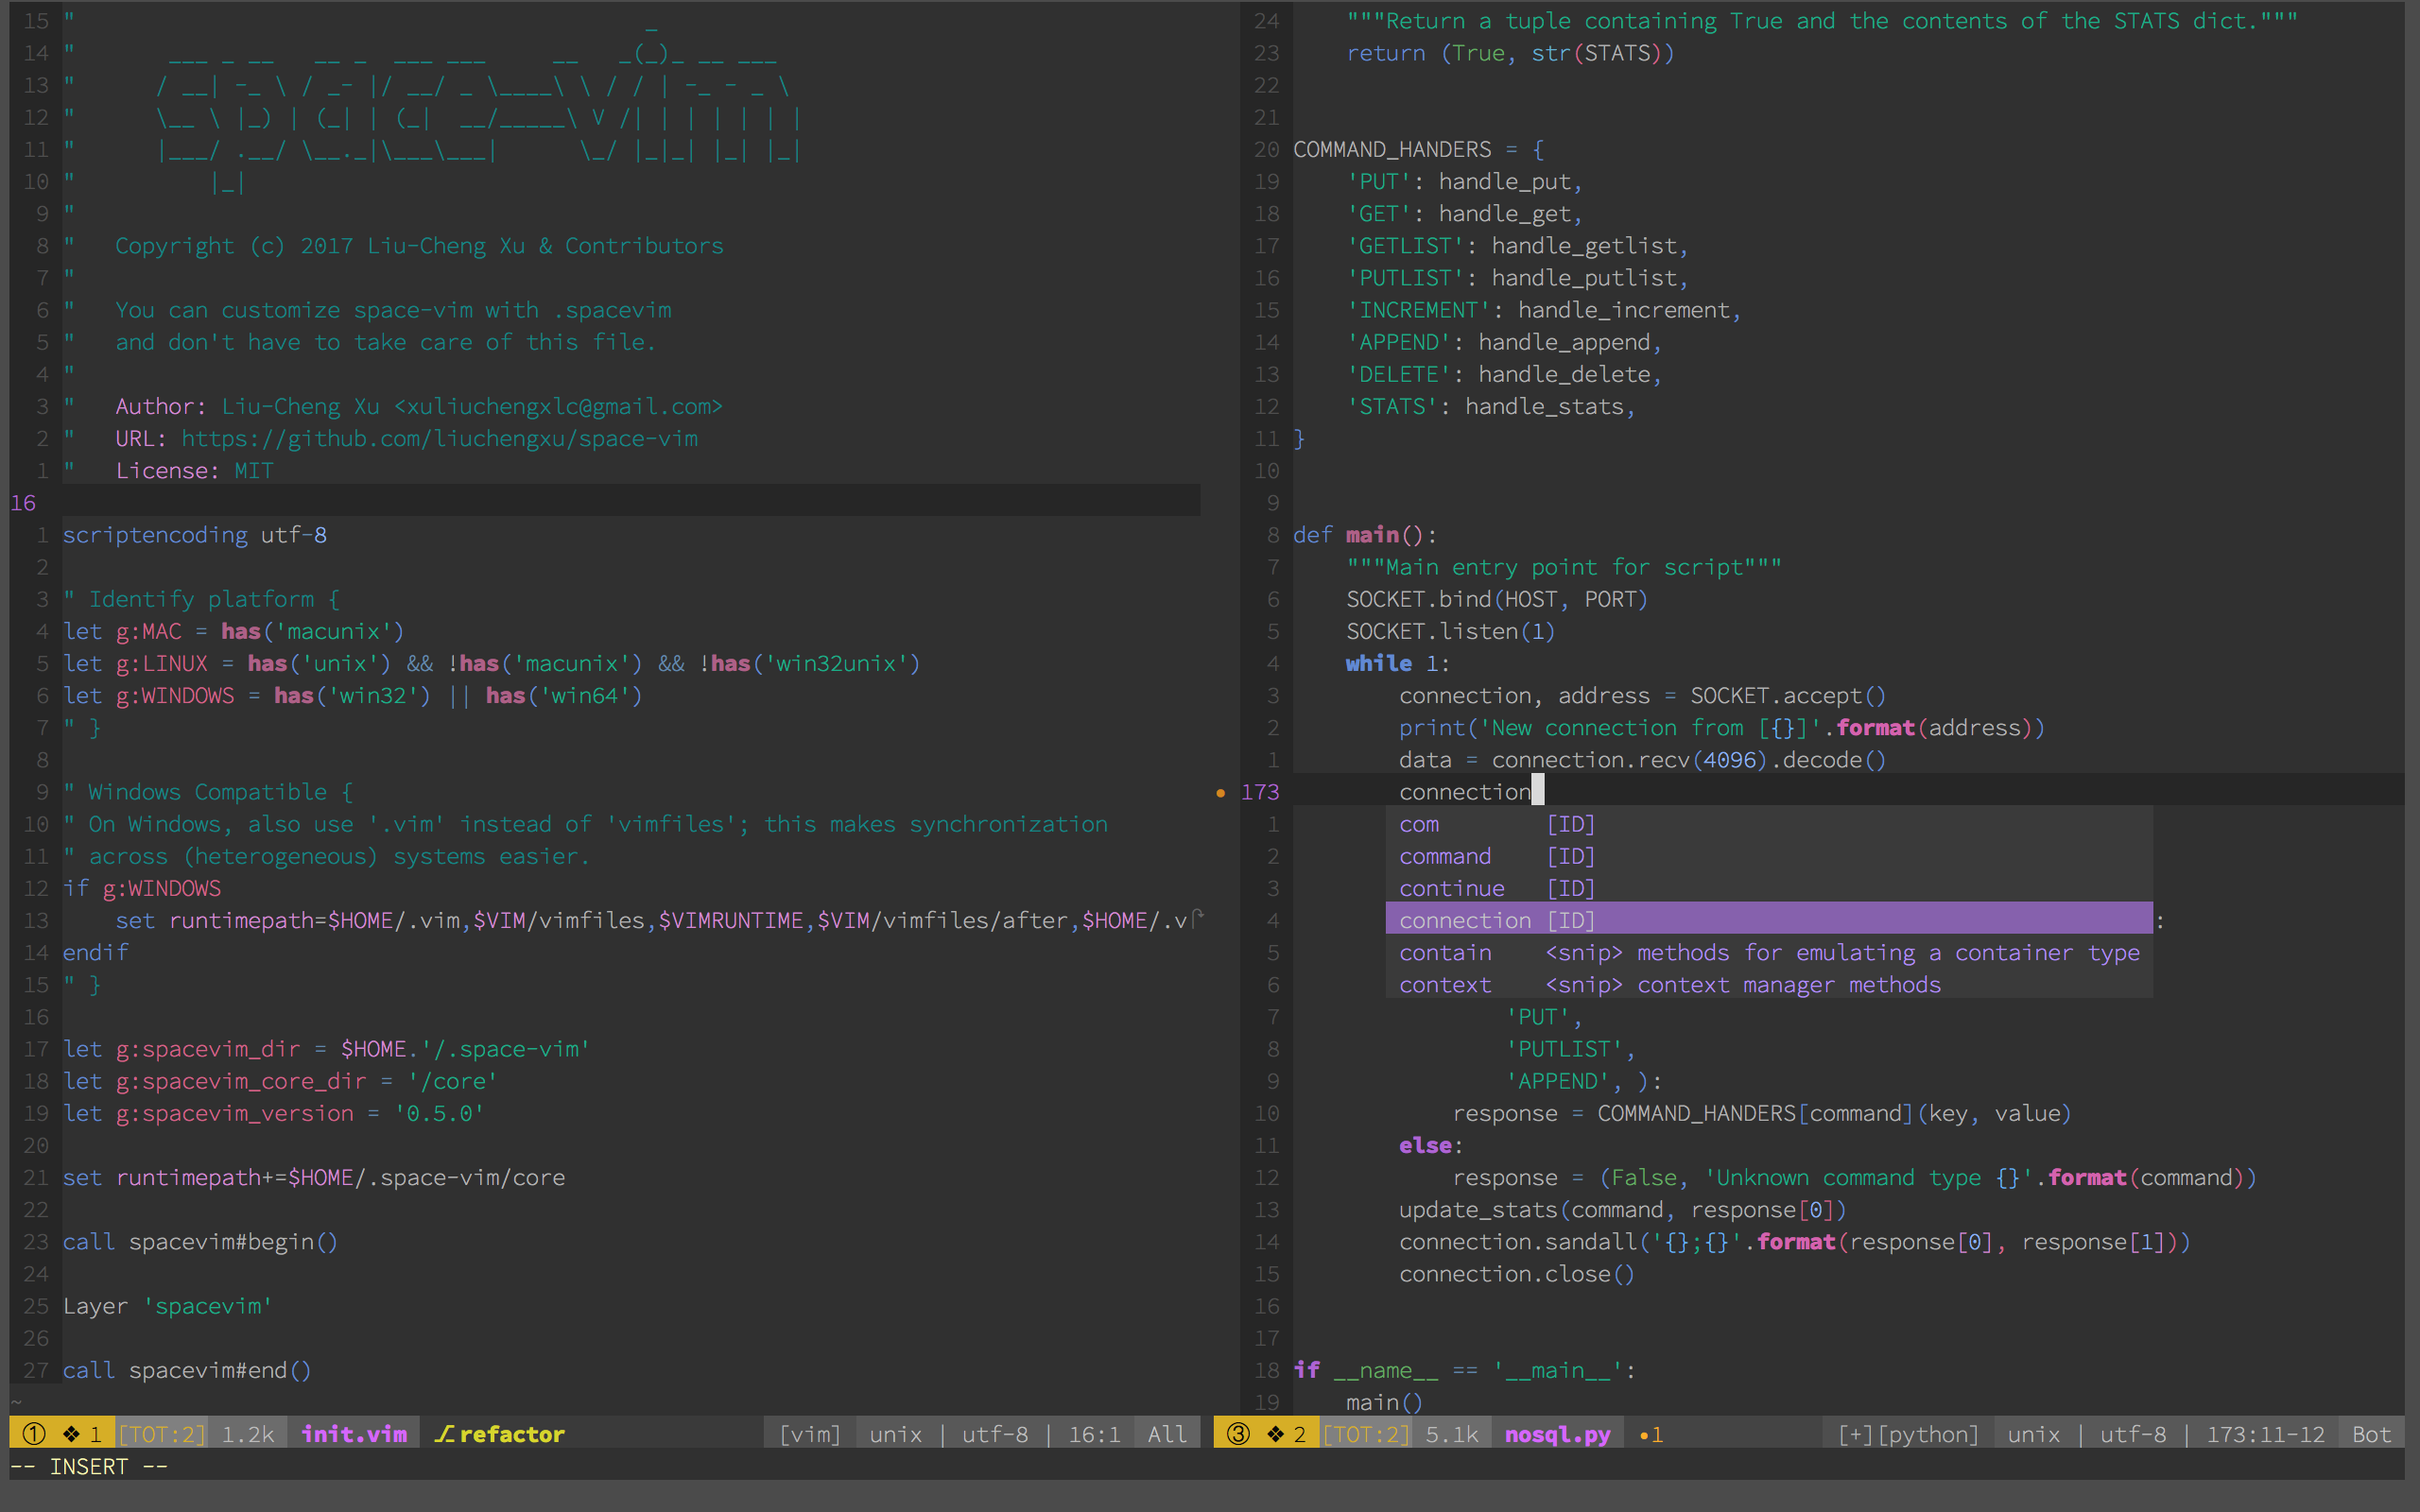 15 "                                            _
14 "       ___ _ __   __ _  ___ ___    __   _(_)_ __ ___
13 "      / __| -_ \ / _- |/ __/ _ \____\ \ / / | -_ - _ \
12 "      \__ \ |_) | (_| | (_|  __/_____\ V /| | | | | | |
11 "      |___/ .__/ \__._|\___\___|      \_/ |_|_| |_| |_|
10 "          |_|
9 "
8 "   Copyright (c) 2017 Liu-Cheng Xu & Contributors
7 "
6 "   You can customize space-vim with .spacevim
5 "   and don't have to take care of this file.
4 "
3 "   Author: Liu-Cheng Xu <xuliuchengxlc@gmail.com>
2 "   URL: https://github.com/liuchengxu/space-vim
1 "   License: MIT
16
1 scriptencoding utf-8
2
3 " Identify platform {
4 let g:MAC = has('macunix')
5 let g:LINUX = has('unix') && !has('macunix') && !has('win32unix')
6 let g:WINDOWS = has('win32') || has('win64')
7 " }
8
9 " Windows Compatible {
10 " On Windows, also use '.vim' instead of 'vimfiles'; this makes synchronization
11 " across (heterogeneous) systems easier.
12 if g:WINDOWS
13     set runtimepath=$HOME/.vim,$VIM/vimfiles,$VIMRUNTIME,$VIM/vimfiles/after,$HOME/.v
14 endif
15 " }
16
17 let g:spacevim_dir = $HOME.'/.space-vim'
18 let g:spacevim_core_dir = '/core'
19 let g:spacevim_version = '0.5.0'
20
21 set runtimepath+=$HOME/.space-vim/core
22
23 call spacevim#begin()
24
25 Layer 'spacevim'
26
27 call spacevim#end()
~
① ❖ 1 [TOT:2] 1.2k init.vim ⎇ refactor [vim] unix | utf-8 | 16:1 All
24     """Return a tuple containing True and the contents of the STATS dict."""
23     return (True, str(STATS))
22
21
20 COMMAND_HANDERS = {
19     'PUT': handle_put,
18     'GET': handle_get,
17     'GETLIST': handle_getlist,
16     'PUTLIST': handle_putlist,
15     'INCREMENT': handle_increment,
14     'APPEND': handle_append,
13     'DELETE': handle_delete,
12     'STATS': handle_stats,
11 }
10
9
8 def main():
7     """Main entry point for script"""
6     SOCKET.bind(HOST, PORT)
5     SOCKET.listen(1)
4     while 1:
3         connection, address = SOCKET.accept()
2         print('New connection from [{}]'.format(address))
1         data = connection.recv(4096).decode()
• 173         connection
1         com      [ID]
2         command    [ID]
3         continue   [ID]
4         connection [ID] :
5         contain    <snip> methods for emulating a container type
6         context    <snip> context manager methods
7                 'PUT',
8                 'PUTLIST',
9                 'APPEND', ):
10             response = COMMAND_HANDERS[command](key, value)
11         else:
12             response = (False, 'Unknown command type {}'.format(command))
13         update_stats(command, response[0])
14         connection.sandall('{};{}'.format(response[0], response[1]))
15         connection.close()
16
17
18 if __name__ == '__main__':
19     main()
③ ❖ 2 [TOT:2] 5.1k nosql.py •1 [+][python] unix | utf-8 | 173:11-12 Bot
-- INSERT --